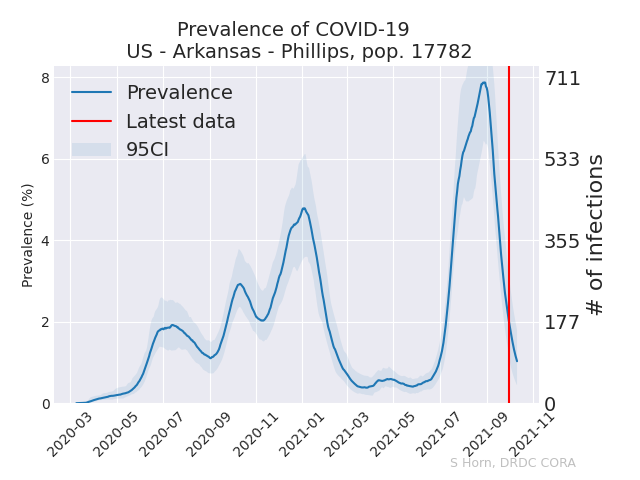 Prevalence of COVID-19
US - Arkansas - Phillips, pop. 17782
Prevalence
Latest data
95CI
Prevalence (%)
8
6
4
2
0
711
533
355
177
0
# of infections
2020-03
2020-05
2020-07
2020-09
2020-11
2021-01
2021-03
2021-05
2021-07
2021-09
2021-11
S Horn, DRDC CORA